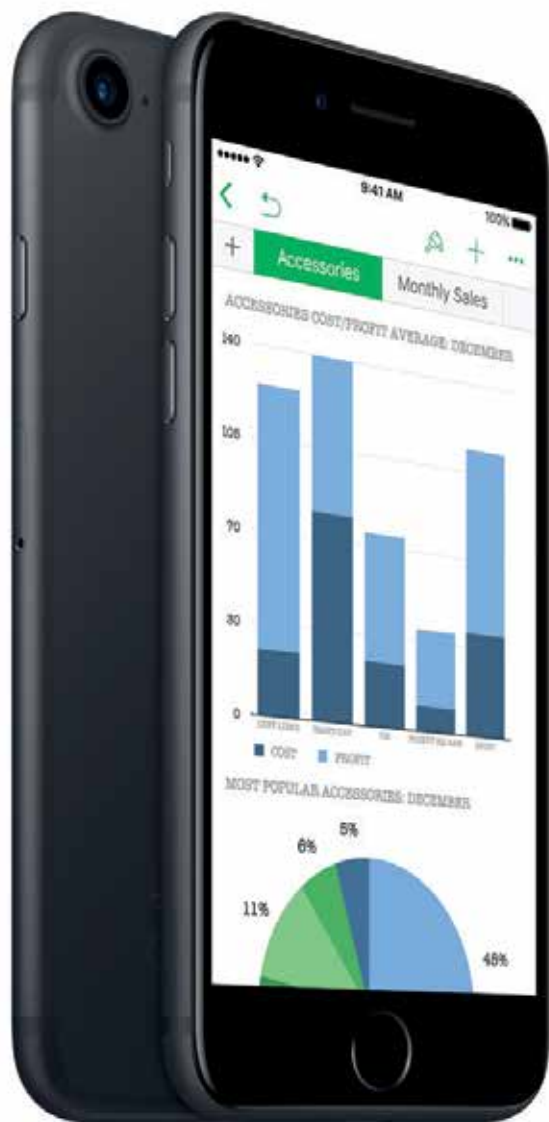 9:41 AM 100%
Accessories Monthly Sales
ACCESSORIES COST/PROFIT AVERAGE: DECEMBER
140
105
70
30
0
COST PROFIT
MOST POPULAR ACCESSORIES: DECEMBER
5%
6%
11%
48%